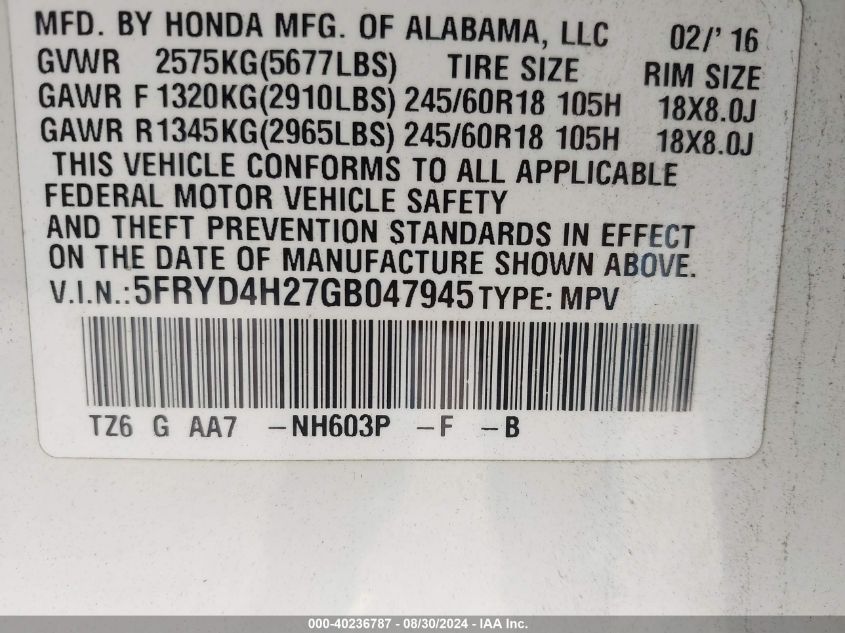 MFD. BY HONDA MFG. OF ALABAMA, LLC 02/' 16
GVWR 2575KG(5677LBS) TIRE SIZE RIM SIZE
GAWR F 1320KG(2910LBS) 245/60R18 105H 18X8.0J
GAWR R1345KG(2965LBS) 245/60R18 105H 18X8.0J
THIS VEHICLE CONFORMS TO ALL APPLICABLE
FEDERAL MOTOR VEHICLE SAFETY
AND THEFT PREVENTION STANDARDS IN EFFECT
ON THE DATE OF MANUFACTURE SHOWN ABOVE.
V.I.N.:5FRYD4H27GB047945 TYPE: MPV
TZ6 G AA7 -NH603P -F -B
000-40236787 - 08/30/2024 - IAA Inc.